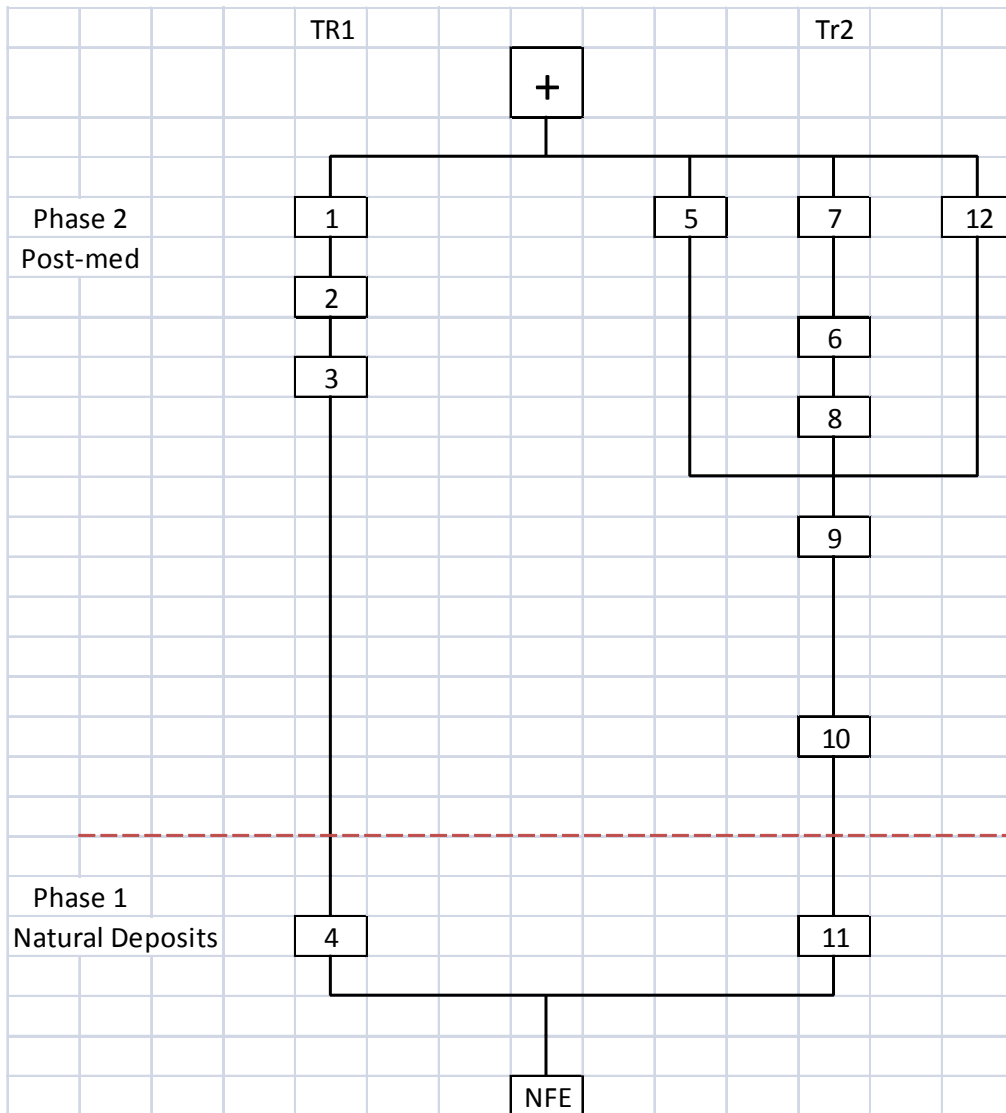 TR1 Tr2
+
Phase 2 1 5 7 12
Post-med
2
6
3
8
9
10
Phase 1
Natural Deposits 4 11
NFE